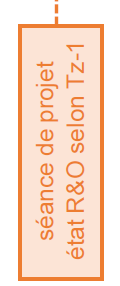 séance de projet
état R&O selon Tz-1